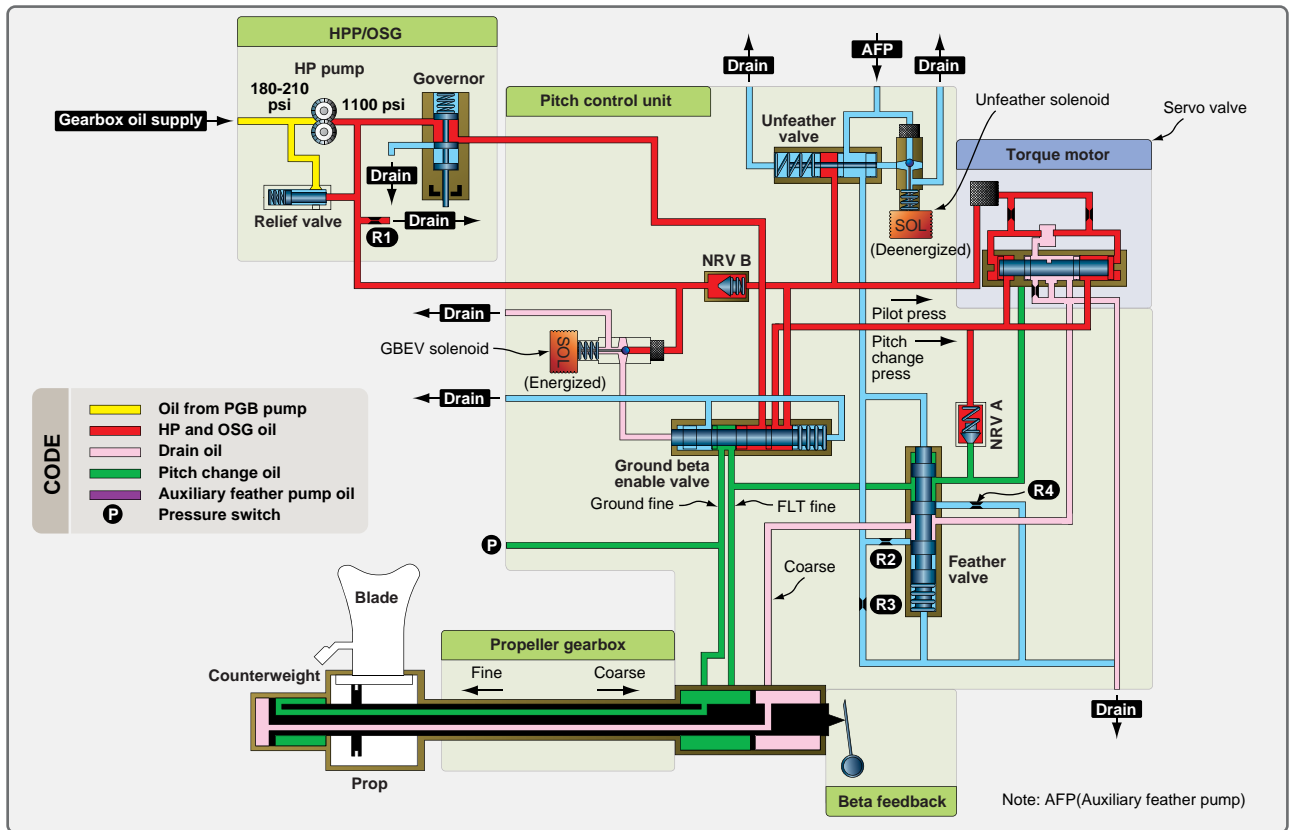 HPP/OSG
HP pump
180-210
psi
1100 psi
Governor
Gearbox oil supply
Drain
Relief valve
R1
Drain
Pitch control unit
Drain
AFP
Drain
Unfeather solenoid
Servo valve
Unfeather
valve
Torque motor
SOL
(Deenergized)
NRV B
Drain
Pilot press
Pitch
change
press
GBEV solenoid
SOL
(Energized)
Drain
NRV A
Ground beta
enable valve
Ground fine
FLT fine
R4
R2
Feather
valve
R3
Coarse
P
CODE
Oil from PGB pump
HP and OSG oil
Drain oil
Pitch change oil
Auxiliary feather pump oil
P
Pressure switch
Blade
Propeller gearbox
Counterweight
Fine
Coarse
Drain
Prop
Beta feedback
Note: AFP(Auxiliary feather pump)